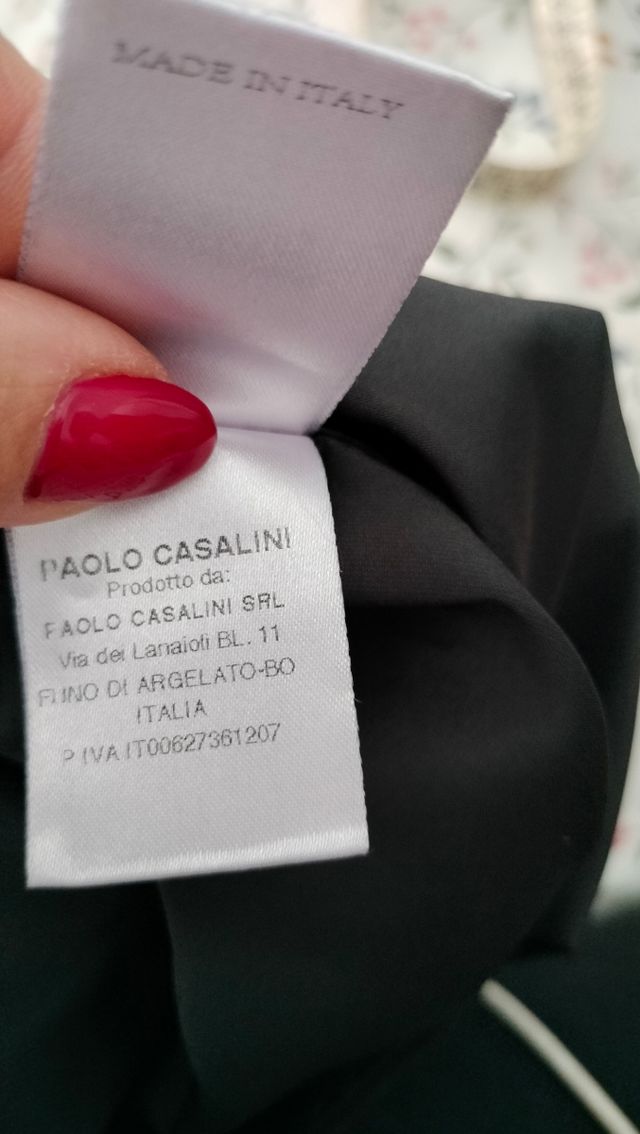 MADE IN ITALY
PAOLO CASALINI
Prodotto da:
PAOLO CASALINI SRL
Via dei Lanaioli BL. 11
FUNO DI ARGELATO-BO
ITALIA
P.IVA IT00627361207